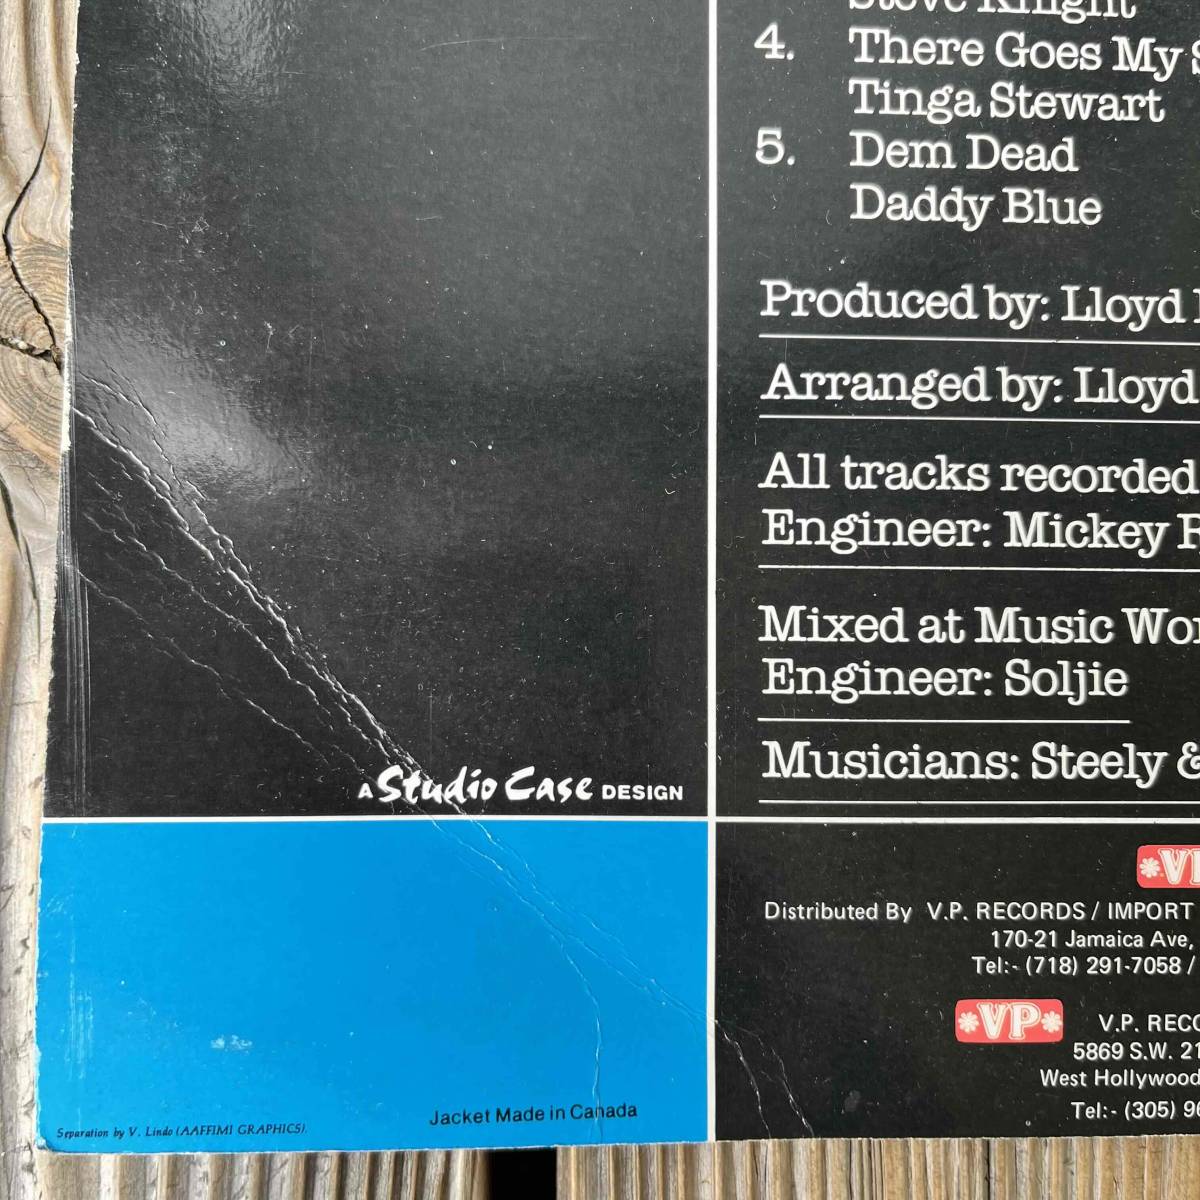 Steve Knight
4. There Goes My
Tinga Stewart
5. Dem Dead
Daddy Blue
Produced by: Lloyd
Arranged by: Lloyd
All tracks recorded
Engineer: Mickey
Mixed at Music
Engineer: Soljie
Musicians: Steely &
A Studio Case DESIGN
VP
Distributed By V.P. RECORDS / IMPORT
170-21 Jamaica Ave,
Tel:- (718) 291-7058 /
VP
V.P.
5869 S.W. 21
West Hollywood
Tel:- (305)
Jacket Made in Canada
Separation by V. Lindo (AAFFIMI GRAPHICS).